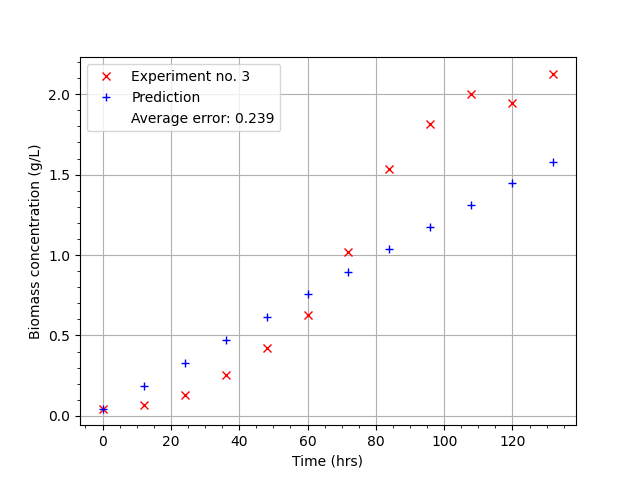 Experiment no. 3
Prediction
Average error: 0.239
2.0
1.5
1.0
0.5
0.0
Biomass concentration (g/L)
0 20 40 60 80 100 120
Time (hrs)